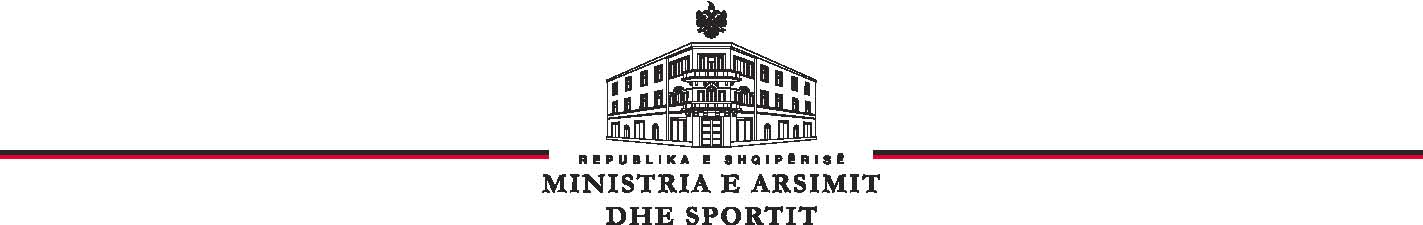 REPUBLIKA E SHQIPËRISË
MINISTRIA E ARSIMIT
DHE SPORTIT